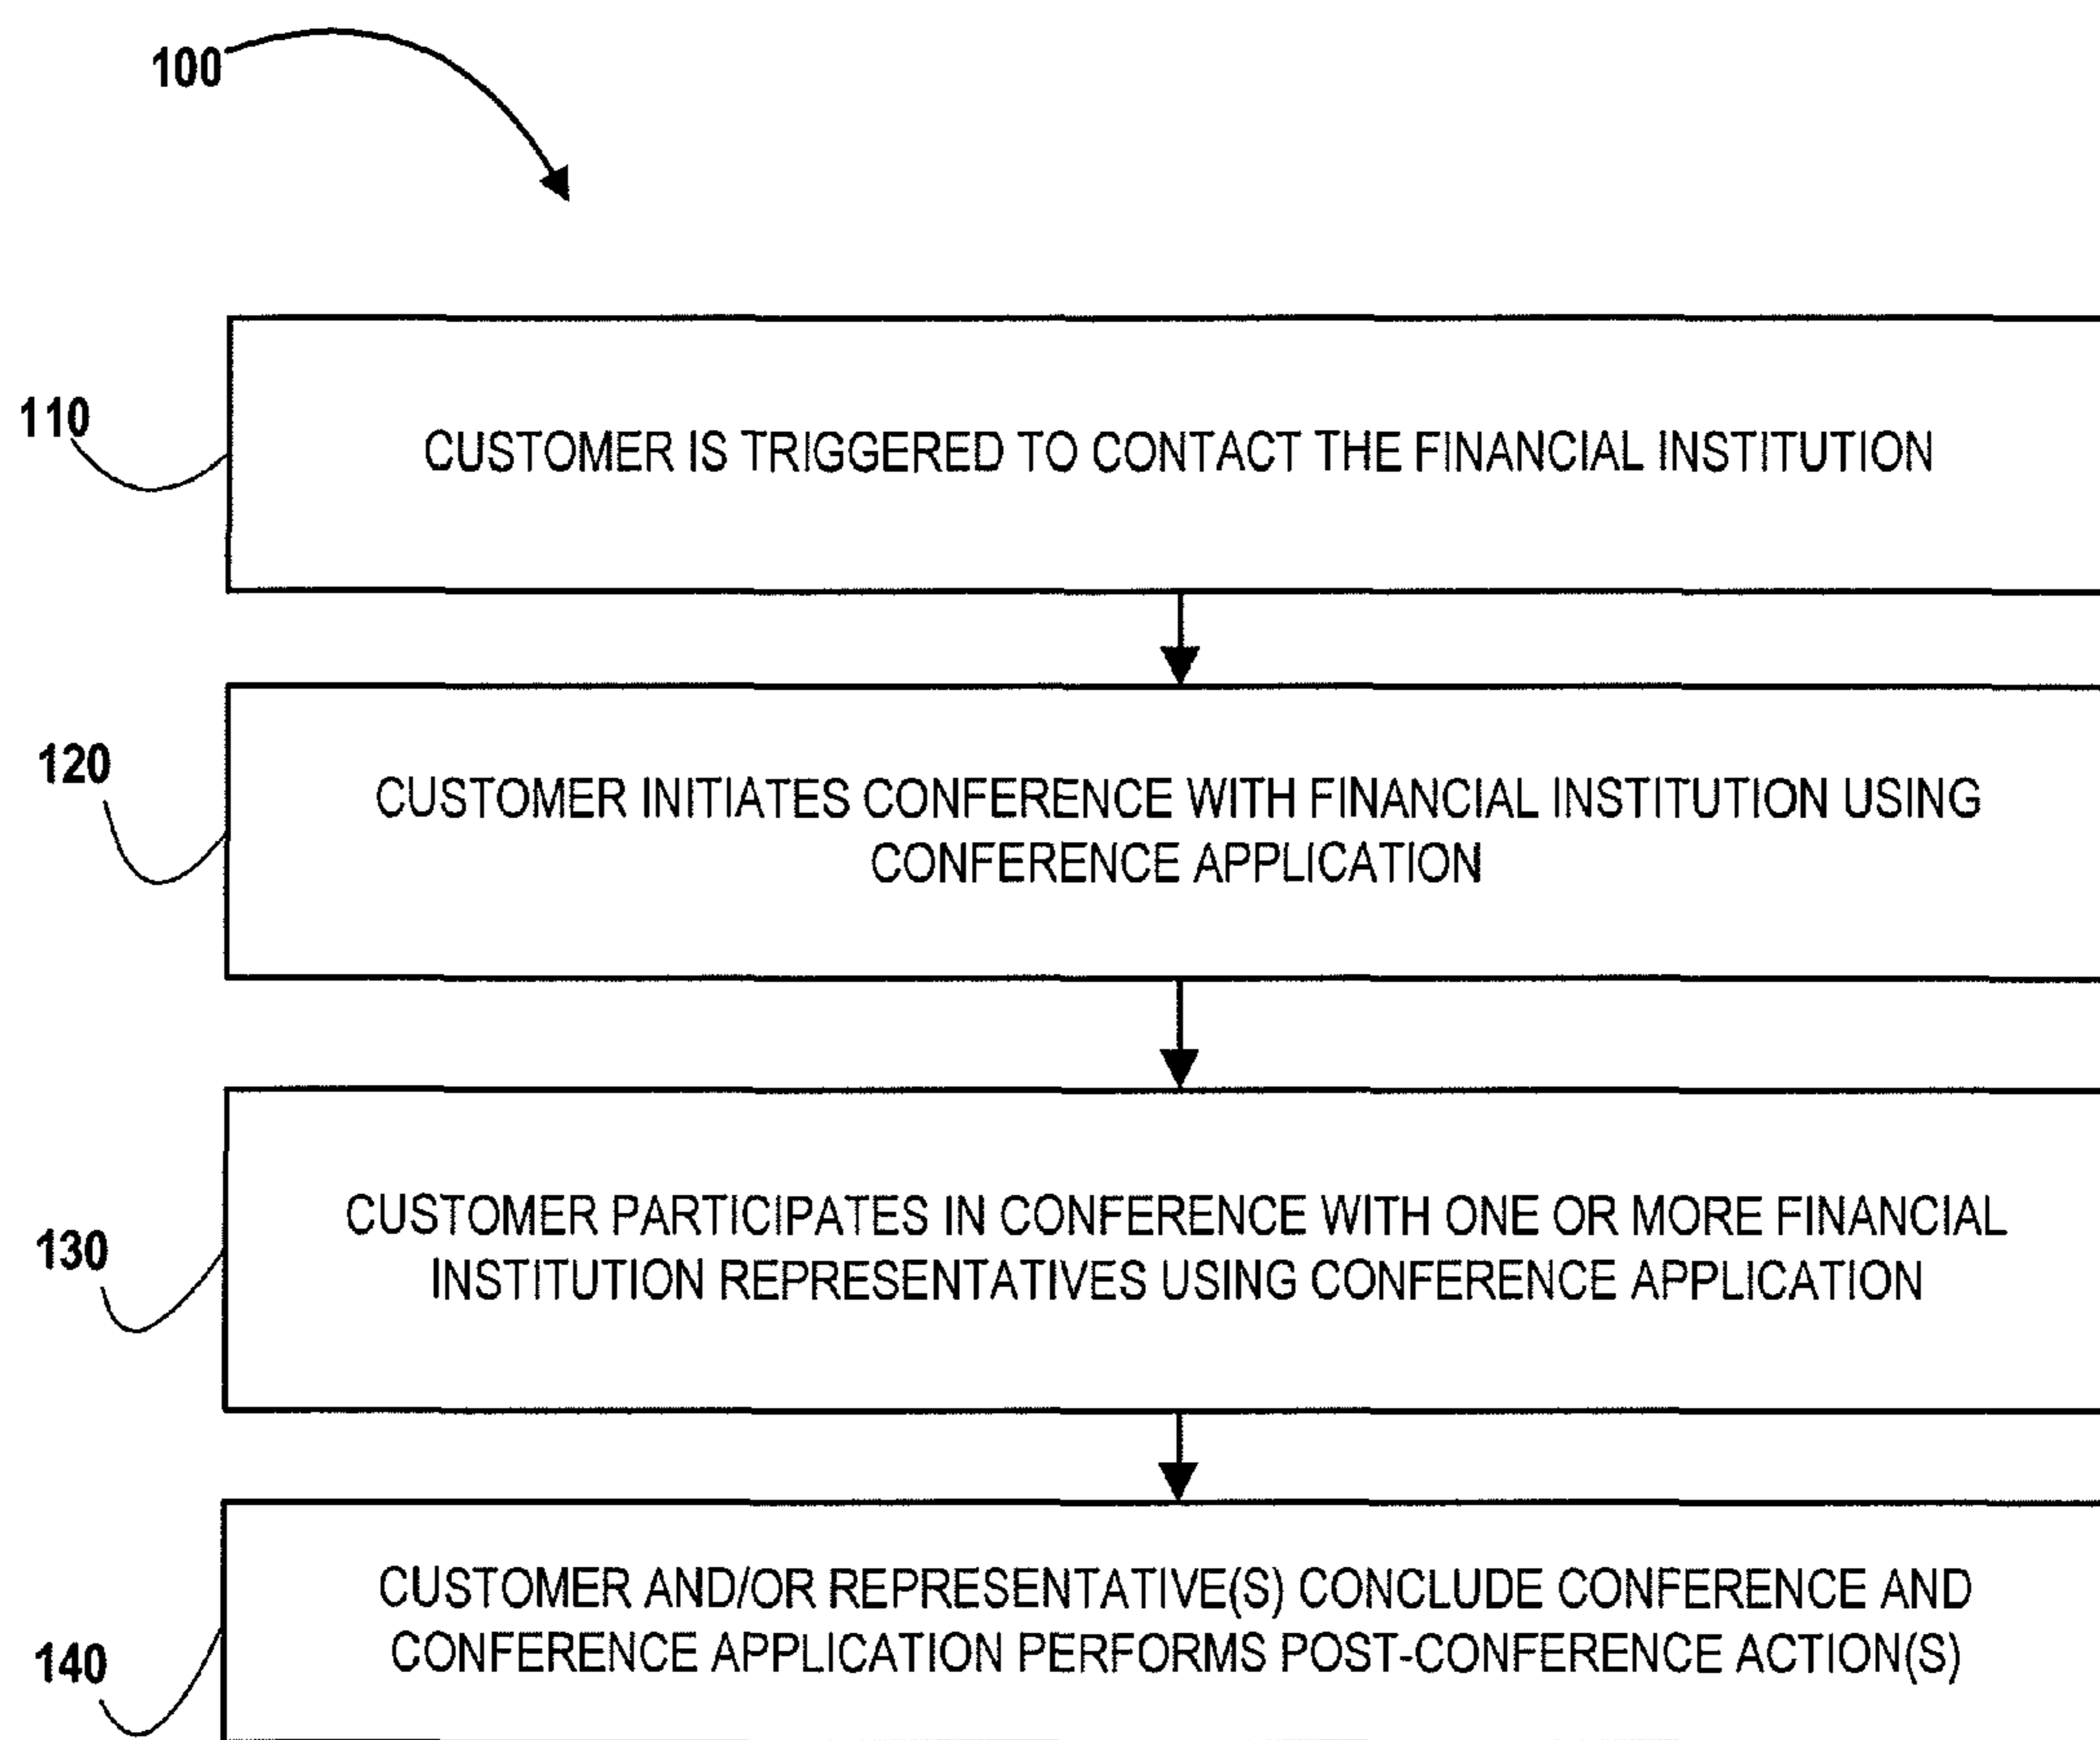 100
110
CUSTOMER IS TRIGGERED TO CONTACT THE FINANCIAL INSTITUTION
120
CUSTOMER INITIATES CONFERENCE WITH FINANCIAL INSTITUTION USING
CONFERENCE APPLICATION
130
CUSTOMER PARTICIPATES IN CONFERENCE WITH ONE OR MORE FINANCIAL
INSTITUTION REPRESENTATIVES USING CONFERENCE APPLICATION
140
CUSTOMER AND/OR REPRESENTATIVE(S) CONCLUDE CONFERENCE AND
CONFERENCE APPLICATION PERFORMS POST-CONFERENCE ACTION(S)